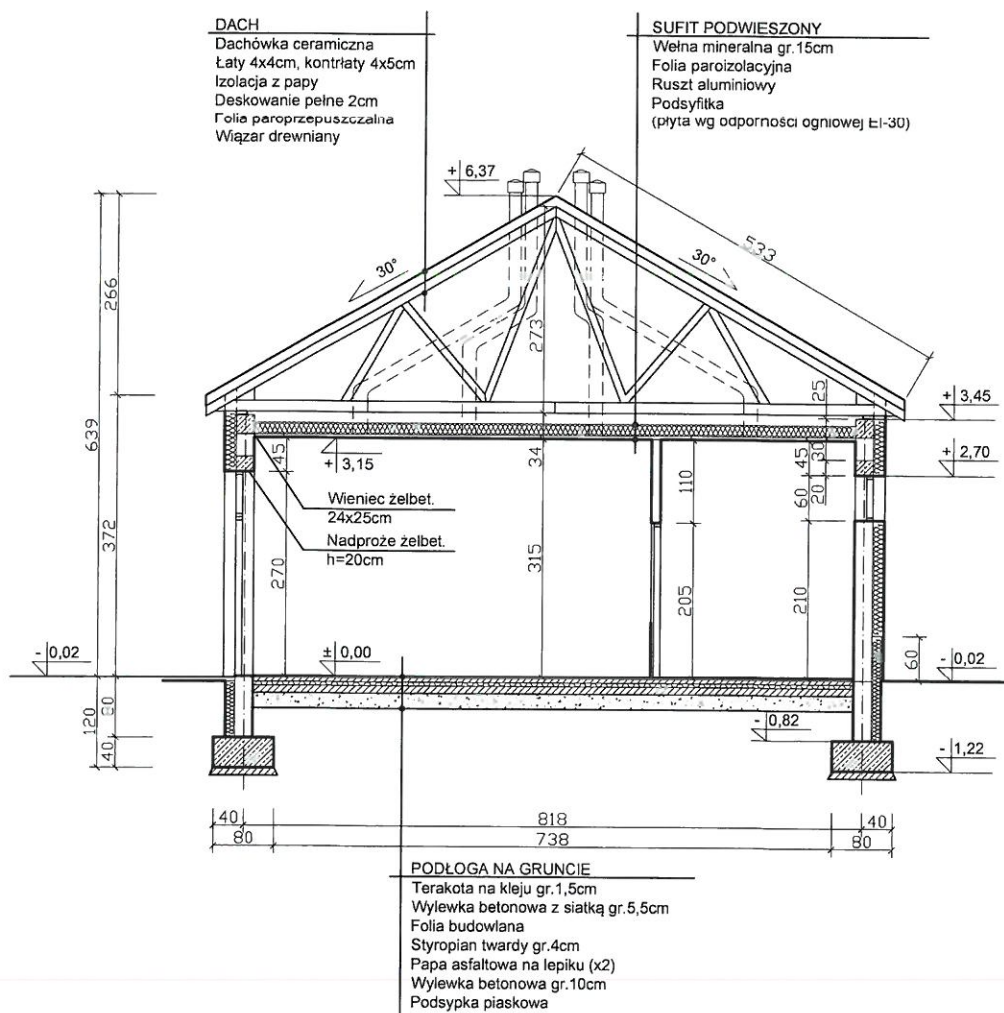 DACH
Dachówka ceramiczna
Łaty 4x4cm, kontrłaty 4x5cm
Izolacja z papy
Deskowanie pełne 2cm
Folia paroprzepuszczalna
Wiązar drewniany
SUFIT PODWIESZONY
Wełna mineralna gr.15cm
Folia paroizolacyjna
Ruszt aluminiowy
Podsyfitka
(płyta wg odporności ogniowej EI-30)
+ 6,37
533
30°
30°
266
273
25
+ 3,45
639
45
+ 3,15
34
45
30
+ 2,70
110
60
20
Wieniec żelbet.
24x25cm
Nadproże żelbet.
h=20cm
372
270
315
205
210
60
- 0,02
± 0,00
- 0,02
120
80
40
- 0,82
- 1,22
40
818
40
80
738
80
PODŁOGA NA GRUNCIE
Terakota na kleju gr.1,5cm
Wylewka betonowa z siatką gr.5,5cm
Folia budowlana
Styropian twardy gr.4cm
Papa asfaltowa na lepiku (x2)
Wylewka betonowa gr.10cm
Podsypka piaskowa